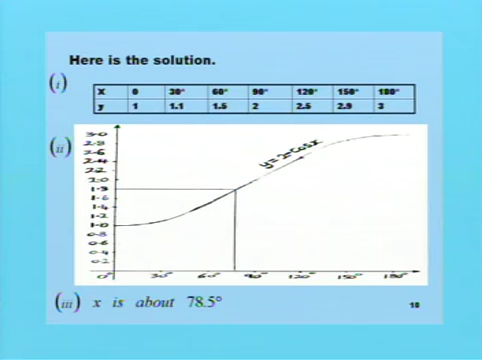 Here is the solution.
(i)
x 0 30° 60° 90° 120° 150° 180°
y 1 1.1 1.5 2 2.5 2.9 3
(ii)
y=2-cosx
3.0
2.8
2.6
2.4
2.2
2.0
1.8
1.6
1.4
1.2
1.0
0.8
0.6
0.4
0.2
0° 30° 60° 90° 120° 150° 180°
(iii) x is about 78.5°